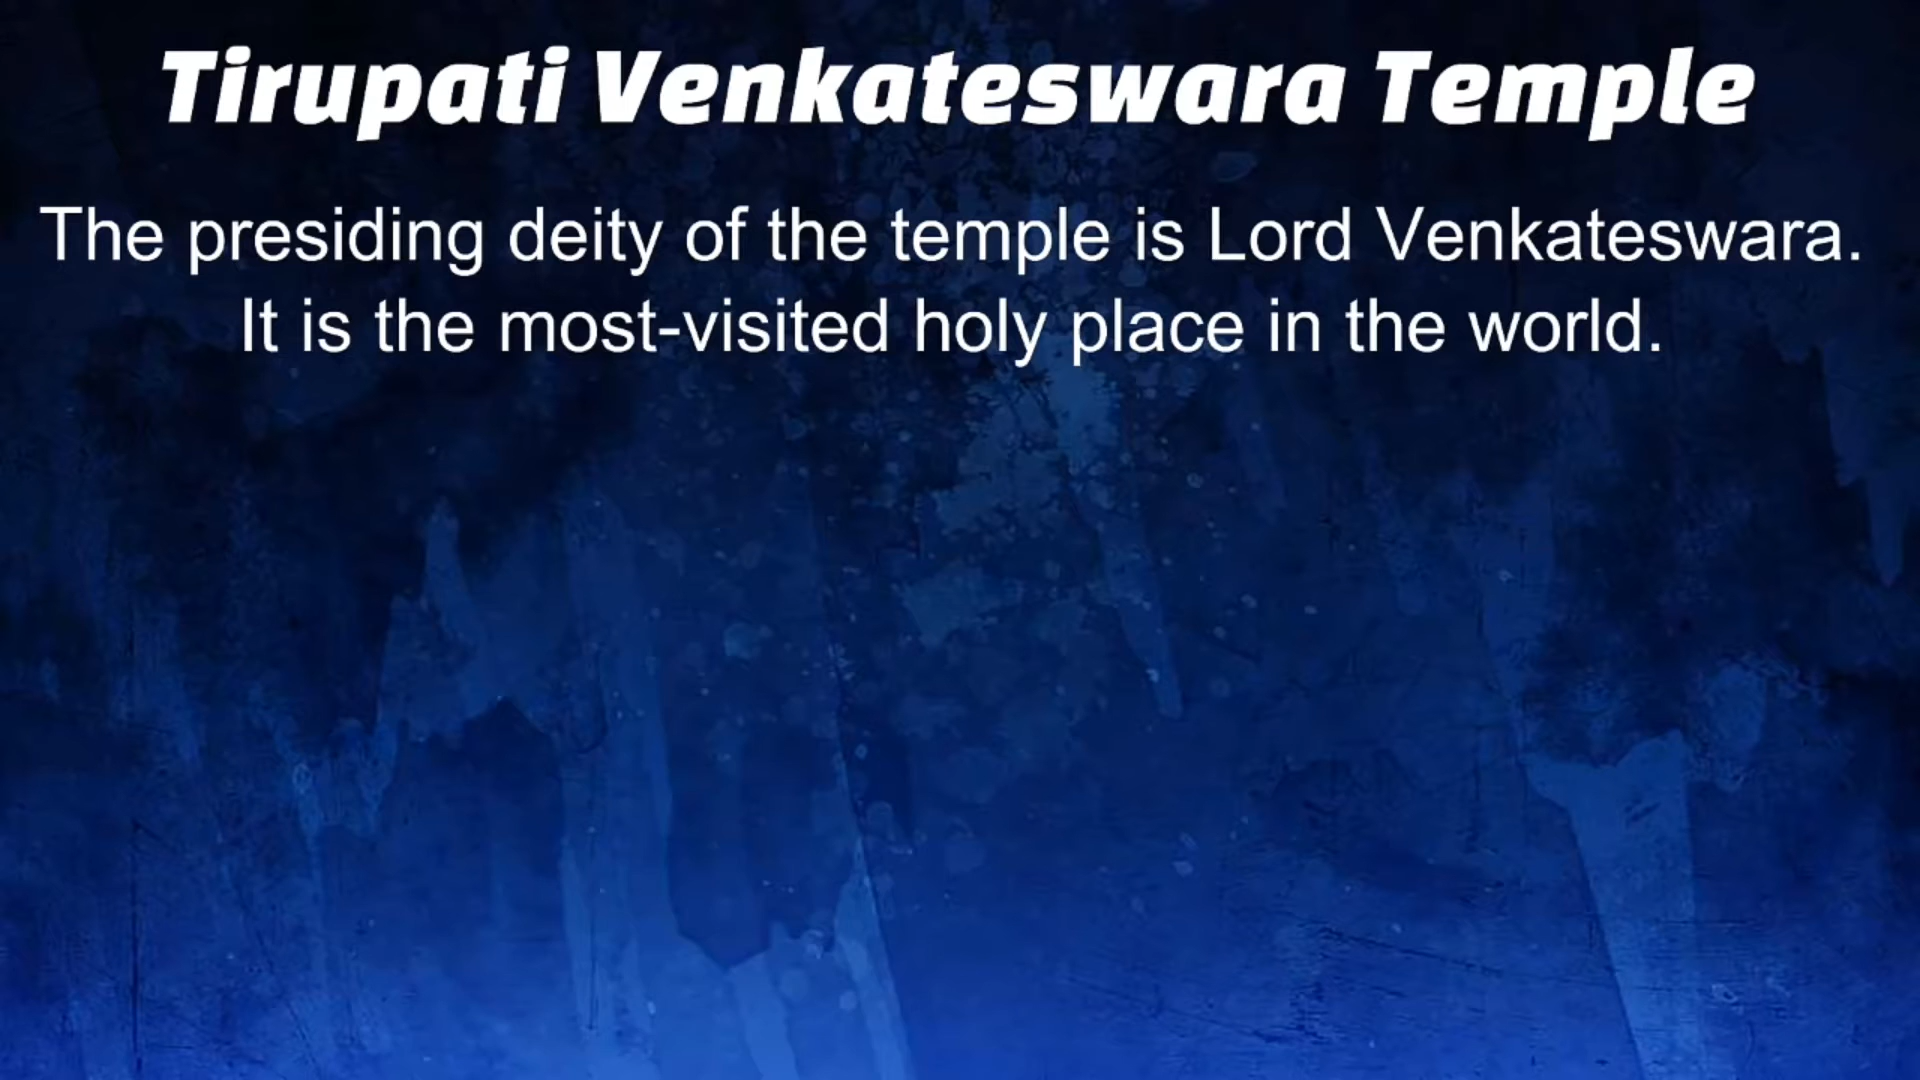 Tirupati Venkateswara Temple
The presiding deity of the temple is Lord Venkateswara.
It is the most-visited holy place in the world.